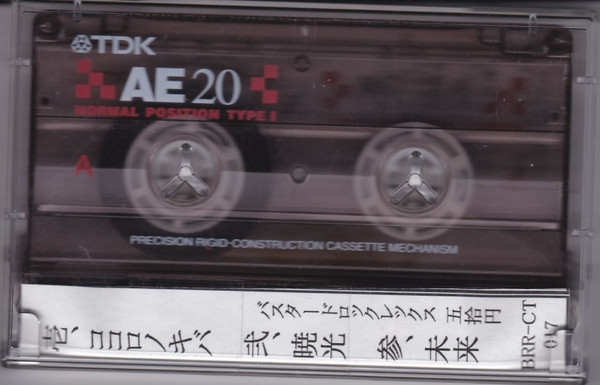 TDK
AE 20
NORMAL POSITION TYPE I
A
PRECISION RIGID-CONSTRUCTION CASSETTE MECHANISM
バスタードロックレックス 五拾円
壱、ココロノキバ 弐、暁光 参、未来
BRR-CT
017